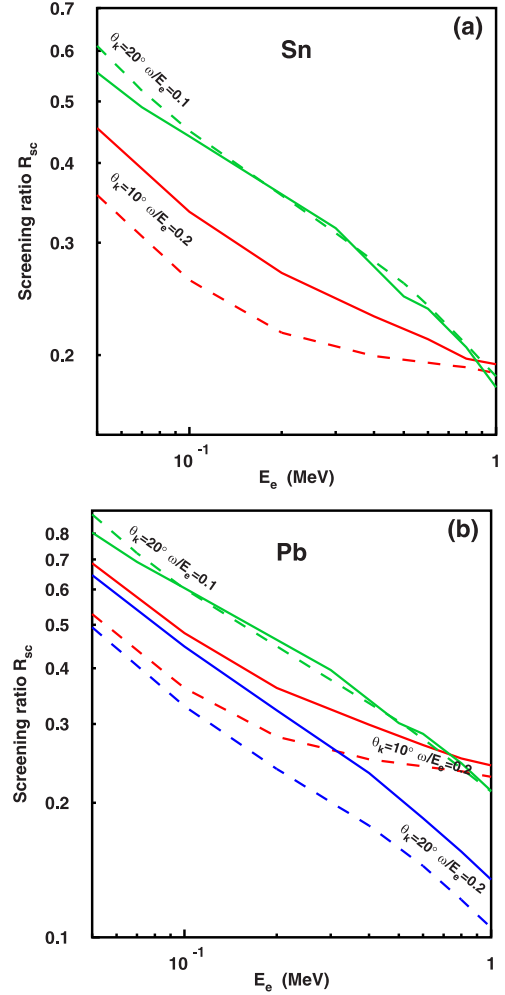 0.7
(a)
Sn
θk=20° ω/Ee=0.1
0.6
0.5
0.4
θk=10° ω/Ee=0.2
0.3
0.2
Screening ratio Rsc
10-1
1
Ee (MeV)
(b)
Pb
0.8
θk=20° ω/Ee=0.1
0.7
0.6
0.5
0.4
0.3
θk=10° ω/Ee=0.2
0.2
θk=20° ω/Ee=0.2
0.1
Screening ratio Rsc
10-1
1
Ee (MeV)